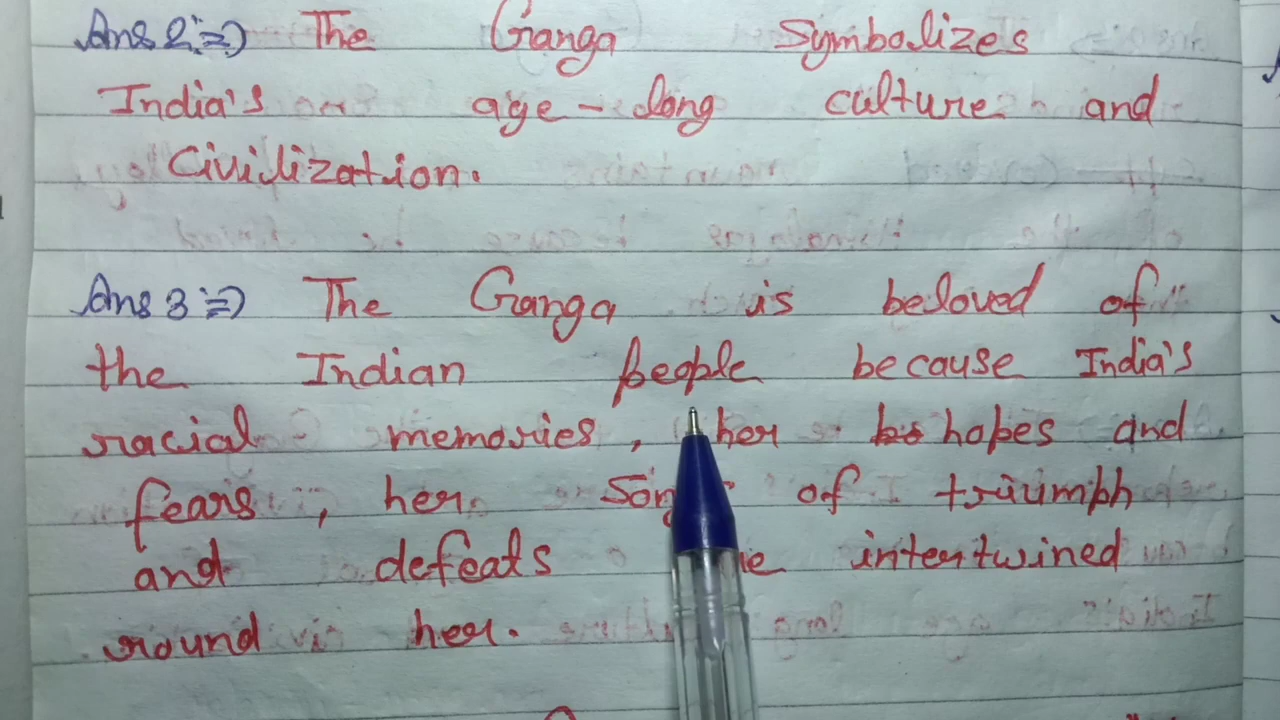 Ans 2 :=) The Ganga Symbolizes
India's age-long culture and
Civilization.
Ans 3 :=) The Ganga is beloved of
the Indian people because India's
racial memories, her hopes and
fears, her of triumph
and defeats intertwined
round her.